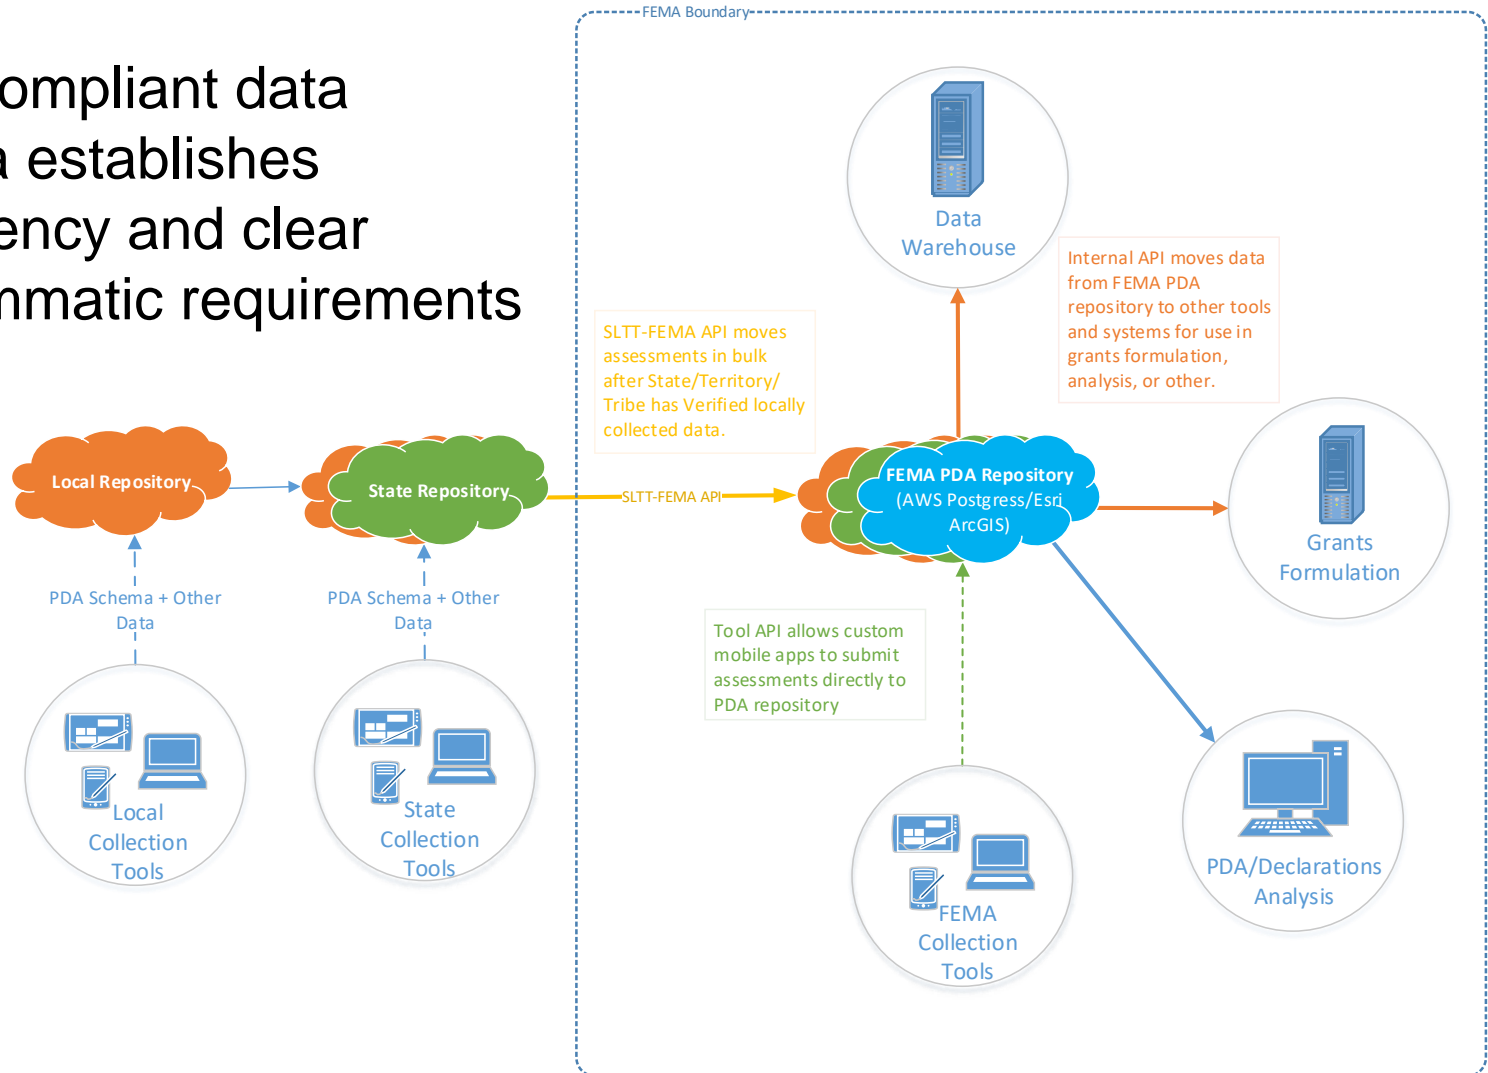 FEMA Boundary
ompliant data
a establishes
ency and clear
mmatic requirements
Data
Warehouse
Internal API moves data
from FEMA PDA
repository to other tools
and systems for use in
grants formulation,
analysis, or other.
SLTT-FEMA API moves
assessments in bulk
after State/Territory/
Tribe has Verified locally
collected data.
Local Repository
State Repository
SLTT-FEMA API
FEMA PDA Repository
(AWS Postgress/Esri
ArcGIS)
Grants
Formulation
PDA Schema + Other
Data
PDA Schema + Other
Data
Tool API allows custom
mobile apps to submit
assessments directly to
PDA repository
Local
Collection
Tools
State
Collection
Tools
FEMA
Collection
Tools
PDA/Declarations
Analysis